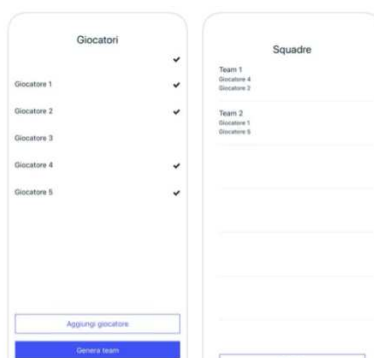 Giocatori
Giocatore 1
Giocatore 2
Giocatore 3
Giocatore 4
Giocatore 5
Aggiungi giocatore
Genera team
Squadre
Team 1
Giocatore 4
Giocatore 2
Team 2
Giocatore 1
Giocatore 5